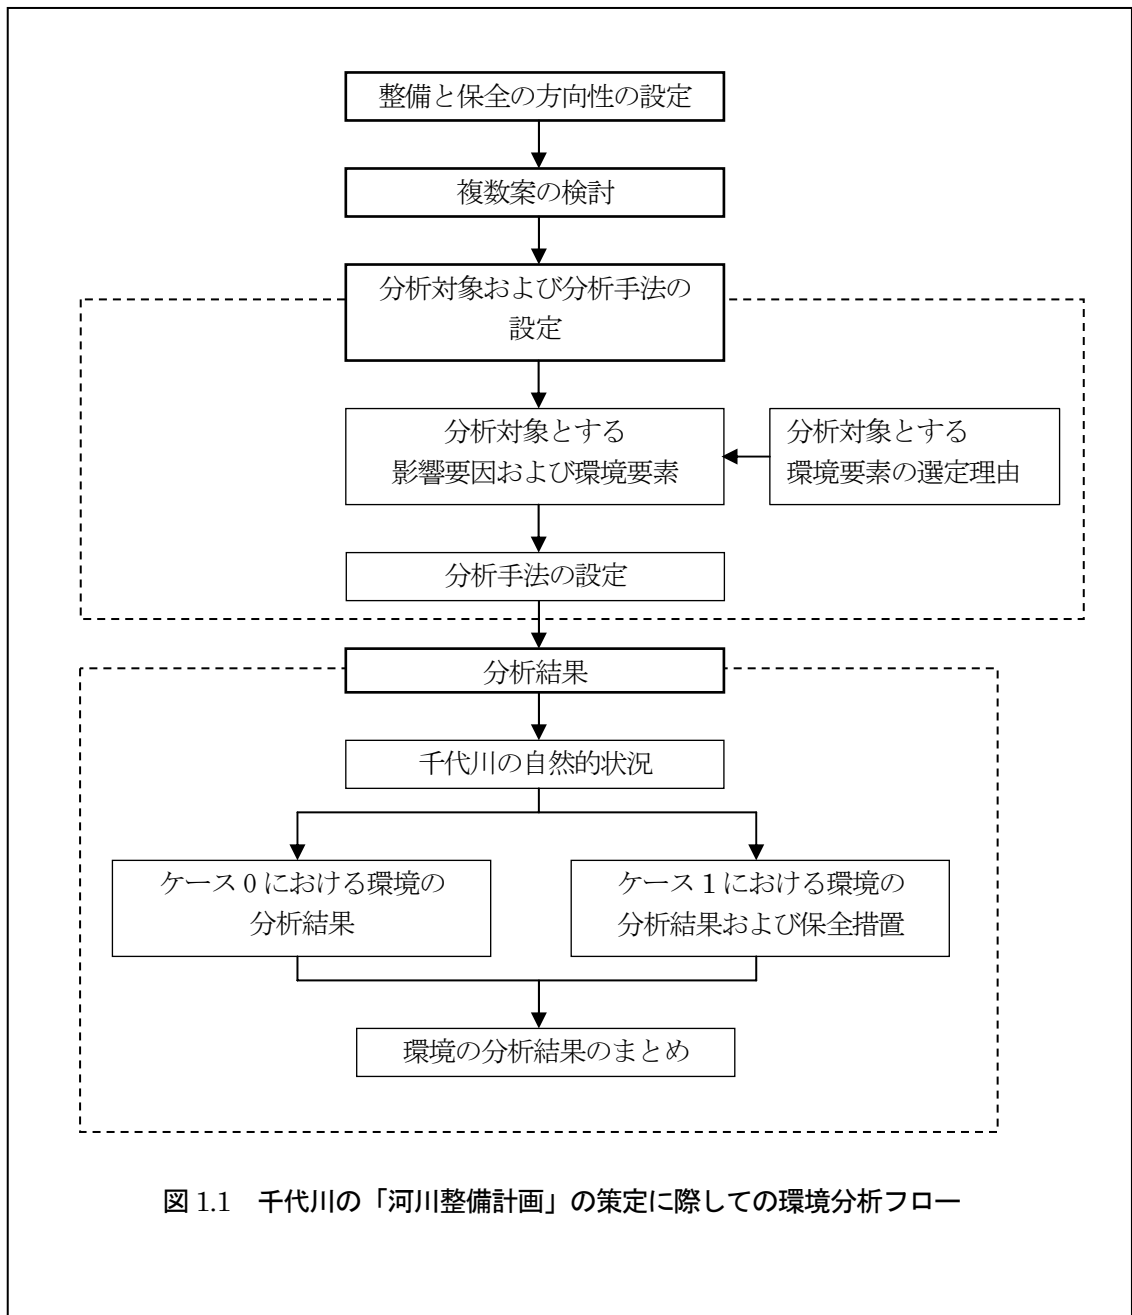 整備と保全の方向性の設定
複数案の検討
分析対象および分析手法の
設定
分析対象とする
影響要因および環境要素
分析対象とする
環境要素の選定理由
分析手法の設定
分析結果
千代川の自然的状況
ケース0における環境の
分析結果
ケース1における環境の
分析結果および保全措置
環境の分析結果のまとめ
図 1.1 千代川の「河川整備計画」の策定に際しての環境分析フロー